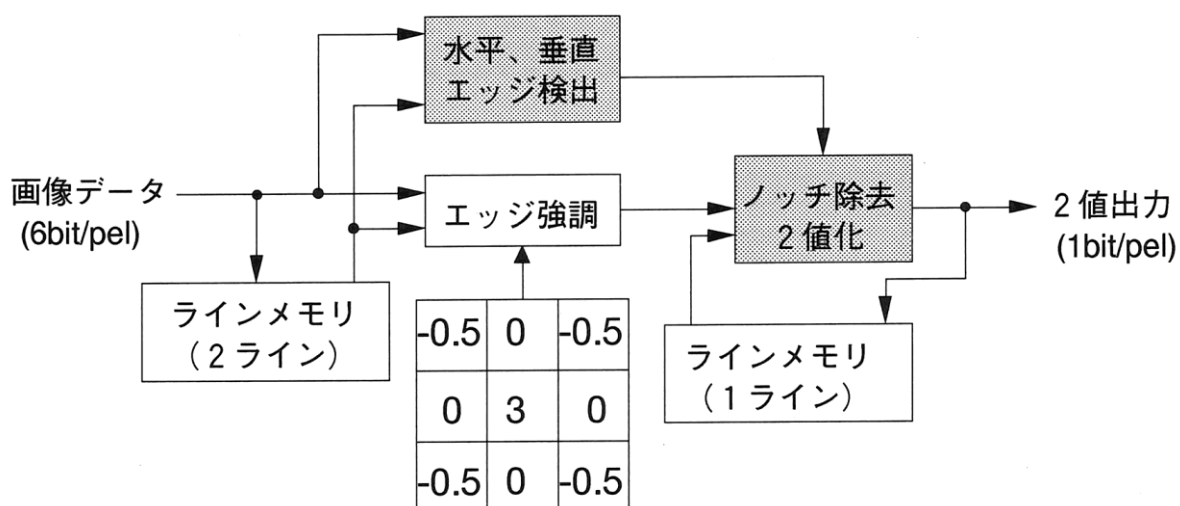 水平、垂直
エッジ検出
画像データ
(6bit/pel)
エッジ強調
ノッチ除去
2値化
2値出力
(1bit/pel)
ラインメモリ
(2ライン)
-0.5 0 -0.5
0 3 0
-0.5 0 -0.5
ラインメモリ
(1ライン)